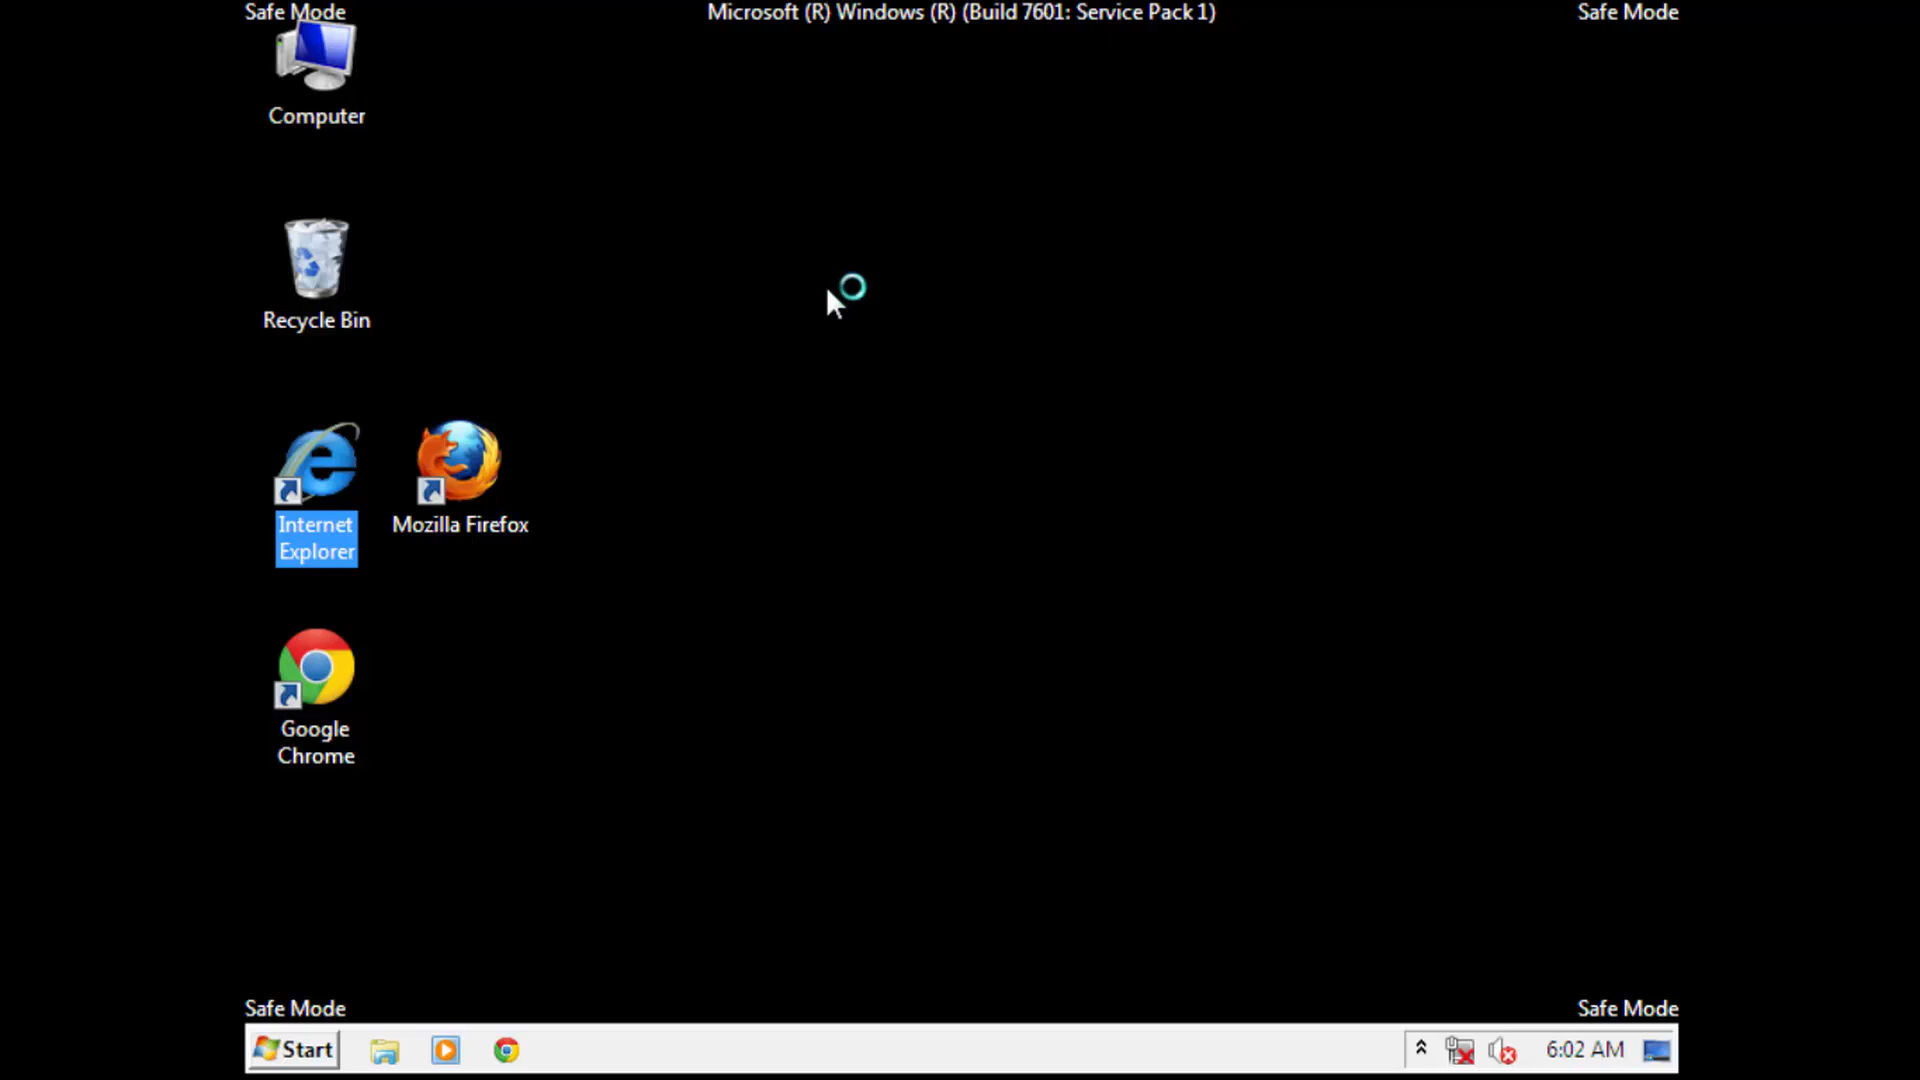 Safe Mode
Microsoft (R) Windows (R) (Build 7601: Service Pack 1)
Safe Mode
Computer
Recycle Bin
Internet
Explorer
Mozilla Firefox
Google
Chrome
Safe Mode
Safe Mode
Start
6:02 AM